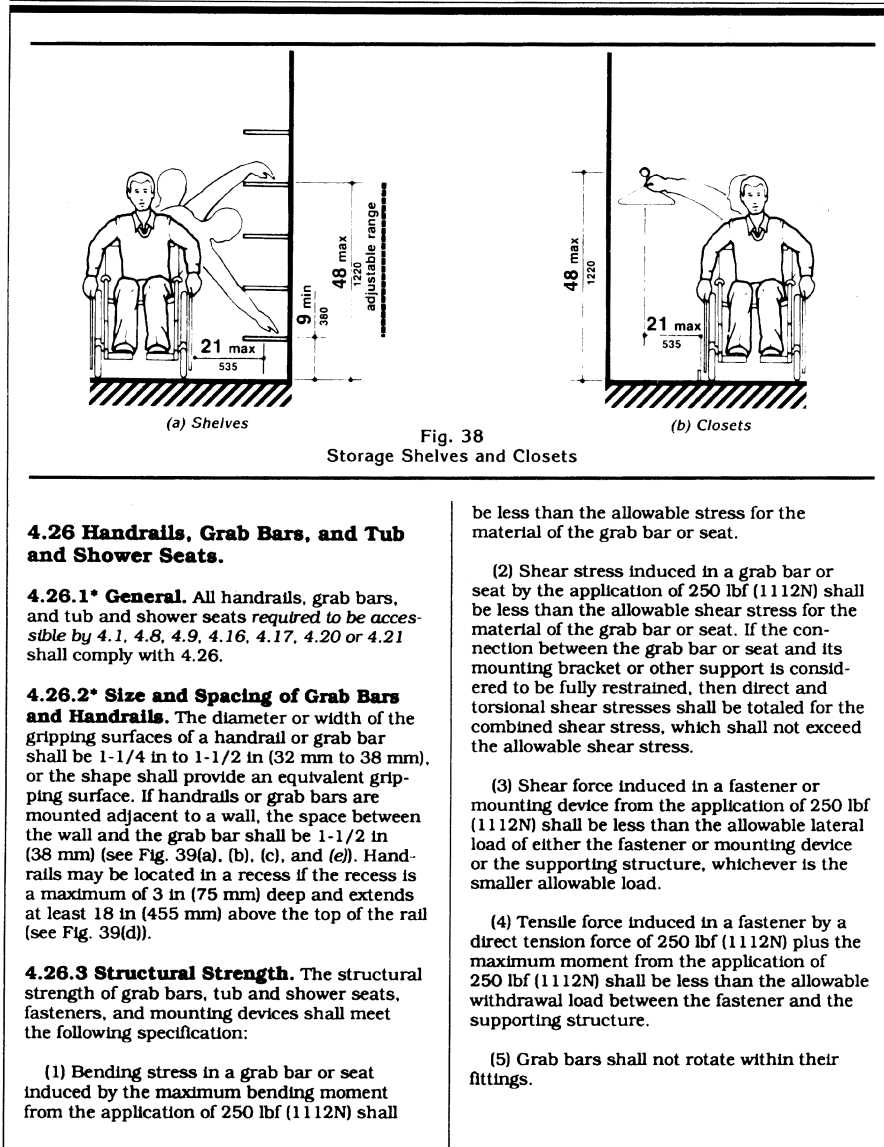 48 max
1220
adjustable range
9 min
380
21 max
535
(a) Shelves
48 max
1220
21 max
535
(b) Closets
Fig. 38
Storage Shelves and Closets
4.26 Handrails, Grab Bars, and Tub
and Shower Seats.
4.26.1* General. All handrails, grab bars,
and tub and shower seats required to be acces-
sible by 4.1, 4.8, 4.9, 4.16, 4.17, 4.20 or 4.21
shall comply with 4.26.
4.26.2* Size and Spacing of Grab Bars
and Handrails. The diameter or width of the
gripping surfaces of a handrail or grab bar
shall be 1-1/4 in to 1-1/2 in (32 mm to 38 mm),
or the shape shall provide an equivalent grip-
ping surface. If handrails or grab bars are
mounted adjacent to a wall, the space between
the wall and the grab bar shall be 1-1/2 in
(38 mm) (see Fig. 39(a), (b), (c), and (e)). Hand-
rails may be located in a recess if the recess is
a maximum of 3 in (75 mm) deep and extends
at least 18 in (455 mm) above the top of the rail
(see Fig. 39(d)).
4.26.3 Structural Strength. The structural
strength of grab bars, tub and shower seats,
fasteners, and mounting devices shall meet
the following specification:
(1) Bending stress in a grab bar or seat
induced by the maximum bending moment
from the application of 250 lbf (1112N) shall
be less than the allowable stress for the
material of the grab bar or seat.
(2) Shear stress induced in a grab bar or
seat by the application of 250 lbf (1112N) shall
be less than the allowable shear stress for the
material of the grab bar or seat. If the con-
nection between the grab bar or seat and its
mounting bracket or other support is consid-
ered to be fully restrained, then direct and
torsional shear stresses shall be totaled for the
combined shear stress, which shall not exceed
the allowable shear stress.
(3) Shear force induced in a fastener or
mounting device from the application of 250 lbf
(1112N) shall be less than the allowable lateral
load of either the fastener or mounting device
or the supporting structure, whichever is the
smaller allowable load.
(4) Tensile force induced in a fastener by a
direct tension force of 250 lbf (1112N) plus the
maximum moment from the application of
250 lbf (1112N) shall be less than the allowable
withdrawal load between the fastener and the
supporting structure.
(5) Grab bars shall not rotate within their
fittings.